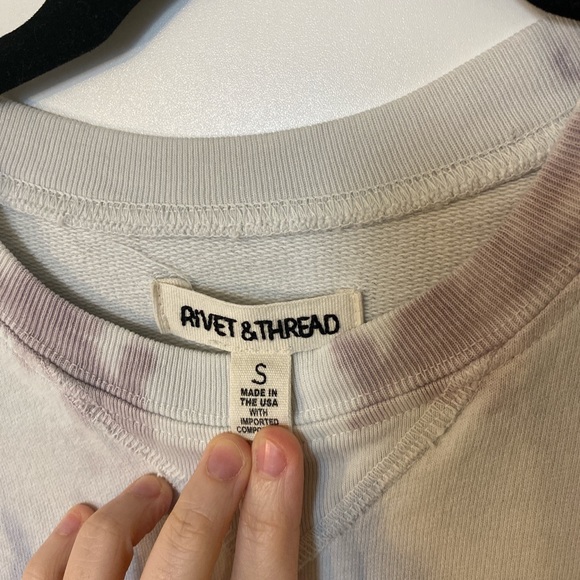 RiVET & THREAD
S
MADE IN
THE USA
WITH
IMPORTED